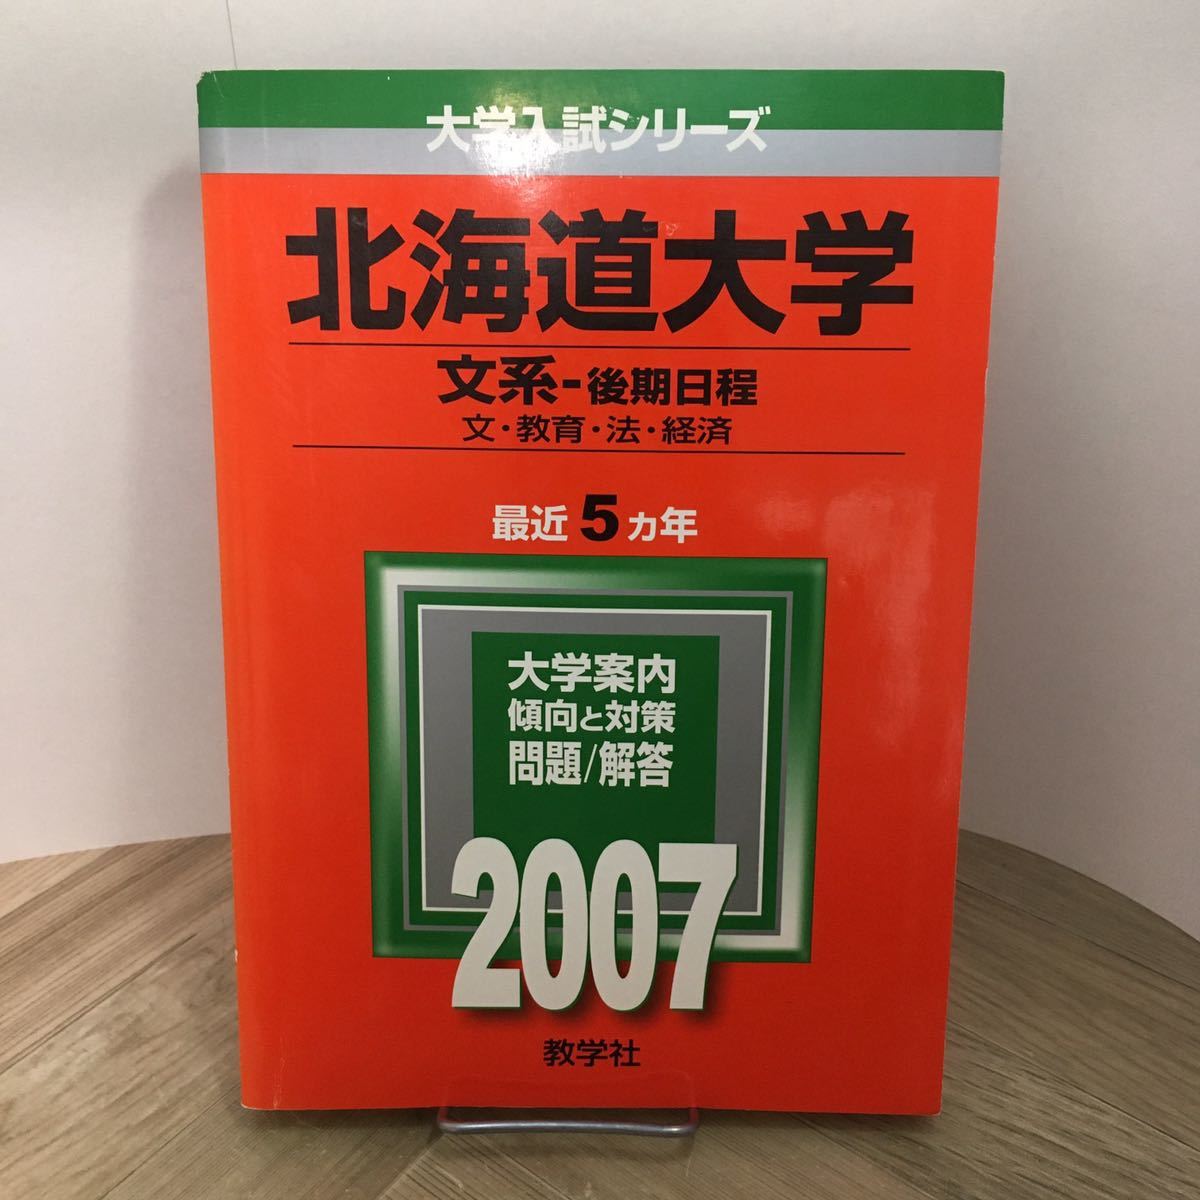 大学入試シリーズ
北海道大学
文系-後期日程
文・教育・法・経済
最近5カ年
大学案内
傾向と対策
問題/解答
2007
教学社